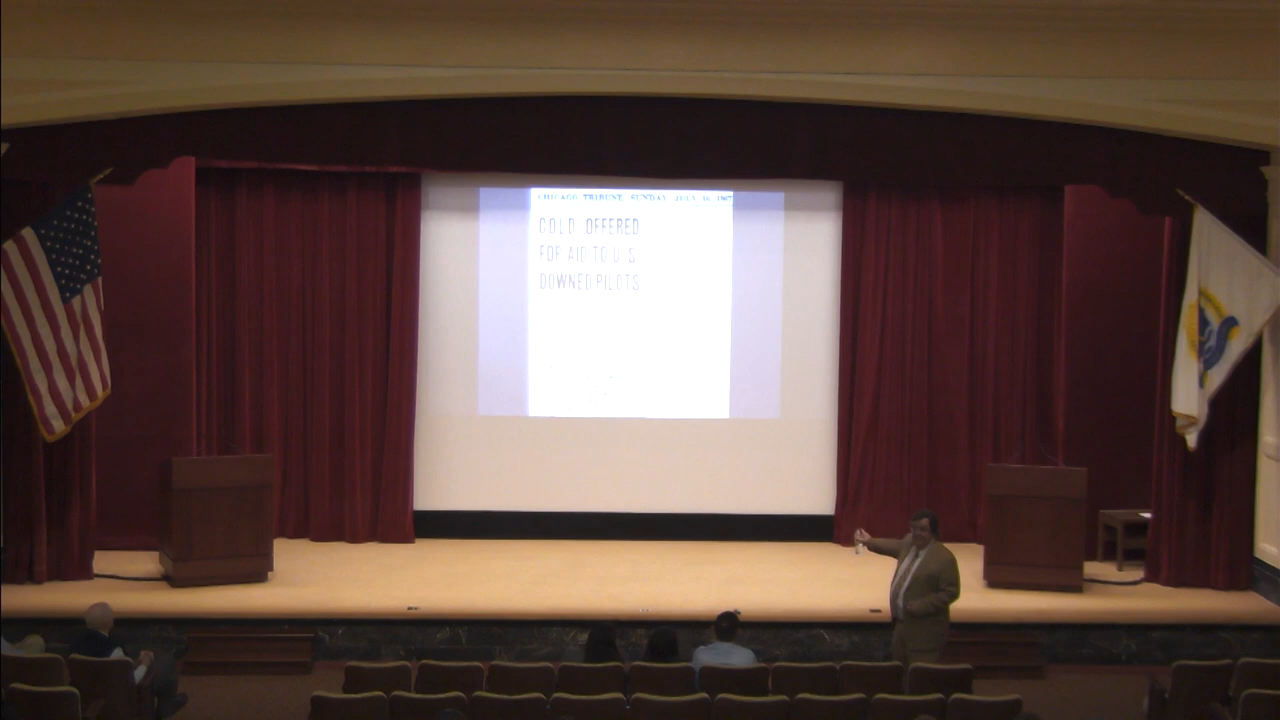 CHICAGO TRIBUNE, SUNDAY, JULY 16, 1967
GOLD OFFERED
FOR AID TO U S
DOWNED PILOTS